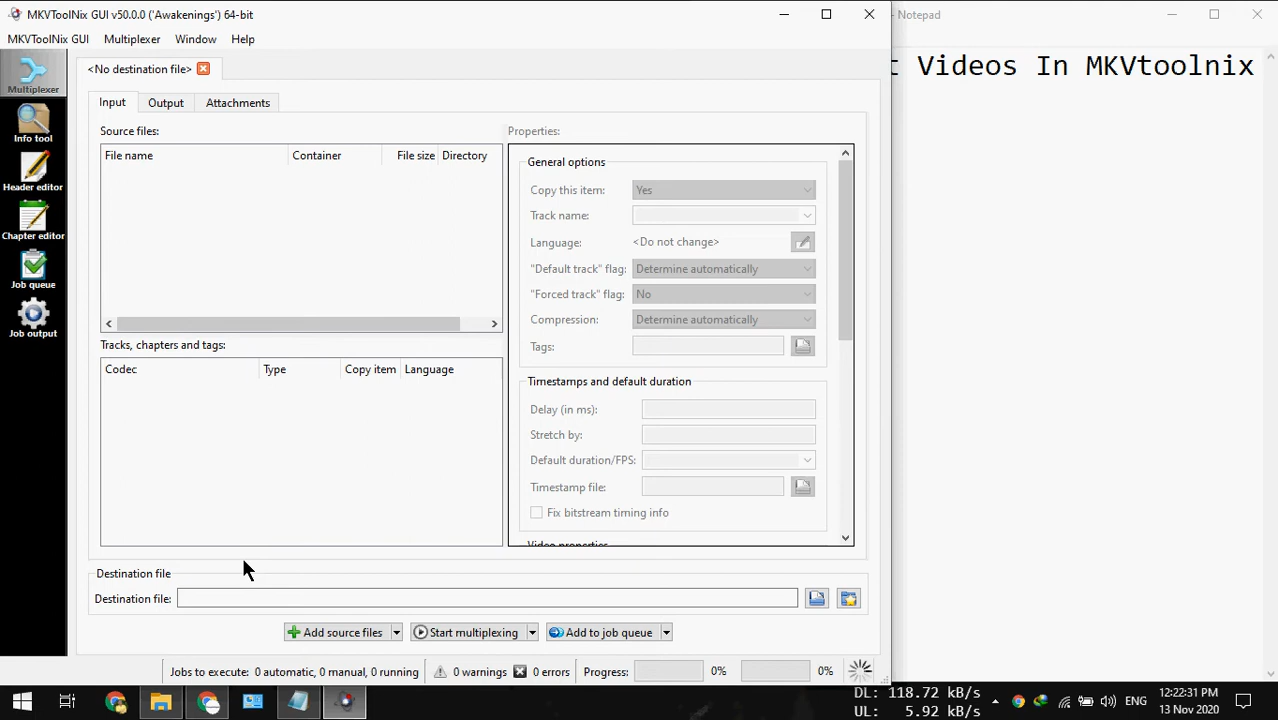 MKVToolNix GUI v50.0.0 ('Awakenings') 64-bit
- Notepad
MKVToolNix GUI Multiplexer Window Help
t Videos In MKVtoolnix
Multiplexer
Info tool
Header editor
Chapter editor
Job queue
Job output
<No destination file>
Input Output Attachments
Source files:
File name Container File size Directory
Tracks, chapters and tags:
Codec Type Copy item Language
Properties:
General options
Copy this item: Yes
Track name:
Language: <Do not change>
"Default track" flag: Determine automatically
"Forced track" flag: No
Compression: Determine automatically
Tags:
Timestamps and default duration
Delay (in ms):
Stretch by:
Default duration/FPS:
Timestamp file:
Fix bitstream timing info
Video properties
Destination file
Destination file:
Add source files Start multiplexing Add to job queue
Jobs to execute: 0 automatic, 0 manual, 0 running 0 warnings 0 errors Progress: 0% 0%
DL: 118.72 kB/s
UL: 5.92 kB/s
ENG
12:22:31 PM
13 Nov 2020